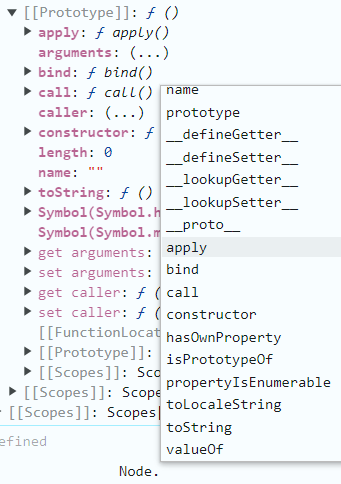 [[Prototype]]: ƒ ()
apply: ƒ apply()
arguments: (...)
bind: ƒ bind()
call: ƒ call()
caller: (...)
constructor: ƒ
length: 0
name: ""
toString: ƒ ()
Symbol(Symbol.h
Symbol(Symbol.m
get arguments:
set arguments:
get caller: ƒ (
set caller: ƒ (
[[FunctionLocat
[[Prototype]]:
[[Scopes]]: Sco
[[Scopes]]: Scope
[[Scopes]]: Scopes
efined
Node.
name
prototype
__defineGetter__
__defineSetter__
__lookupGetter__
__lookupSetter__
__proto__
apply
bind
call
constructor
hasOwnProperty
isPrototypeOf
propertyIsEnumerable
toLocaleString
toString
valueOf